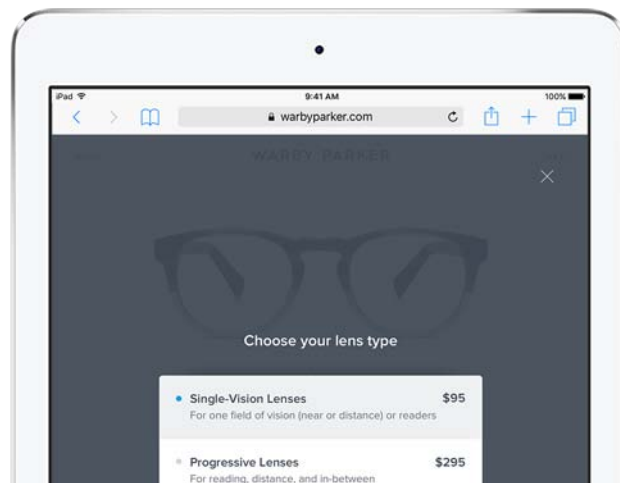 iPad 9:41 AM 100%
warbyparker.com
WARBY PARKER
Choose your lens type
Single-Vision Lenses $95
For one field of vision (near or distance) or readers
Progressive Lenses $295
For reading, distance, and in-between